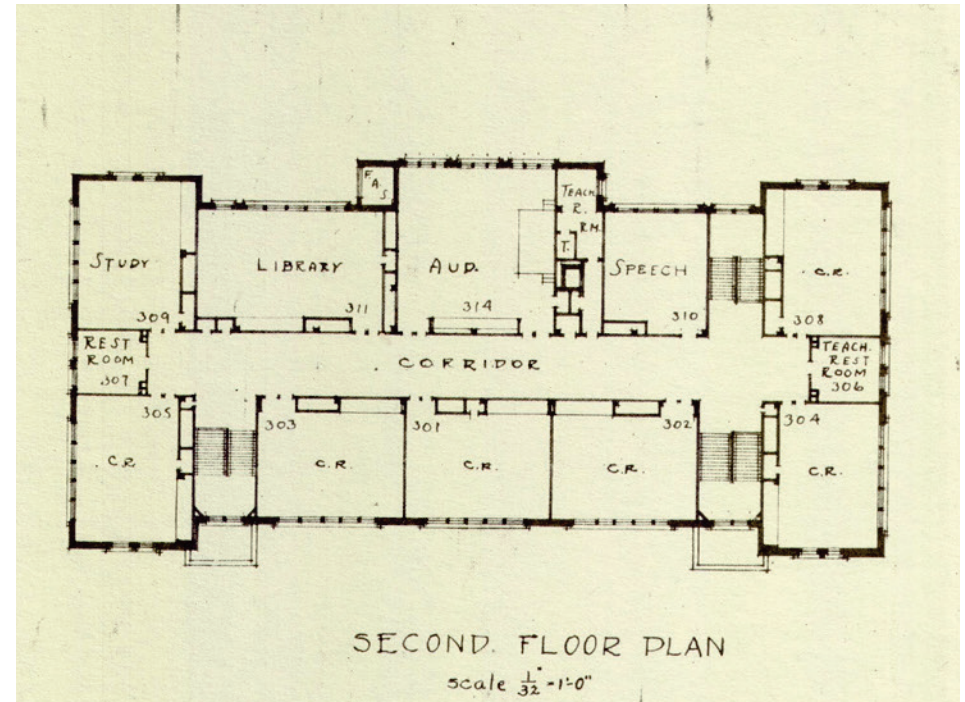 F.A.S.
TEACH.
R.
RM.
T.
STUDY
LIBRARY
AUD.
SPEECH
C.R.
309
311
314
310
308
REST
ROOM
307
CORRIDOR
TEACH.
REST
ROOM
306
305
303
301
302
304
C.R.
C.R.
C.R.
C.R.
C.R.
SECOND. FLOOR PLAN
scale 1/32" = 1'-0"